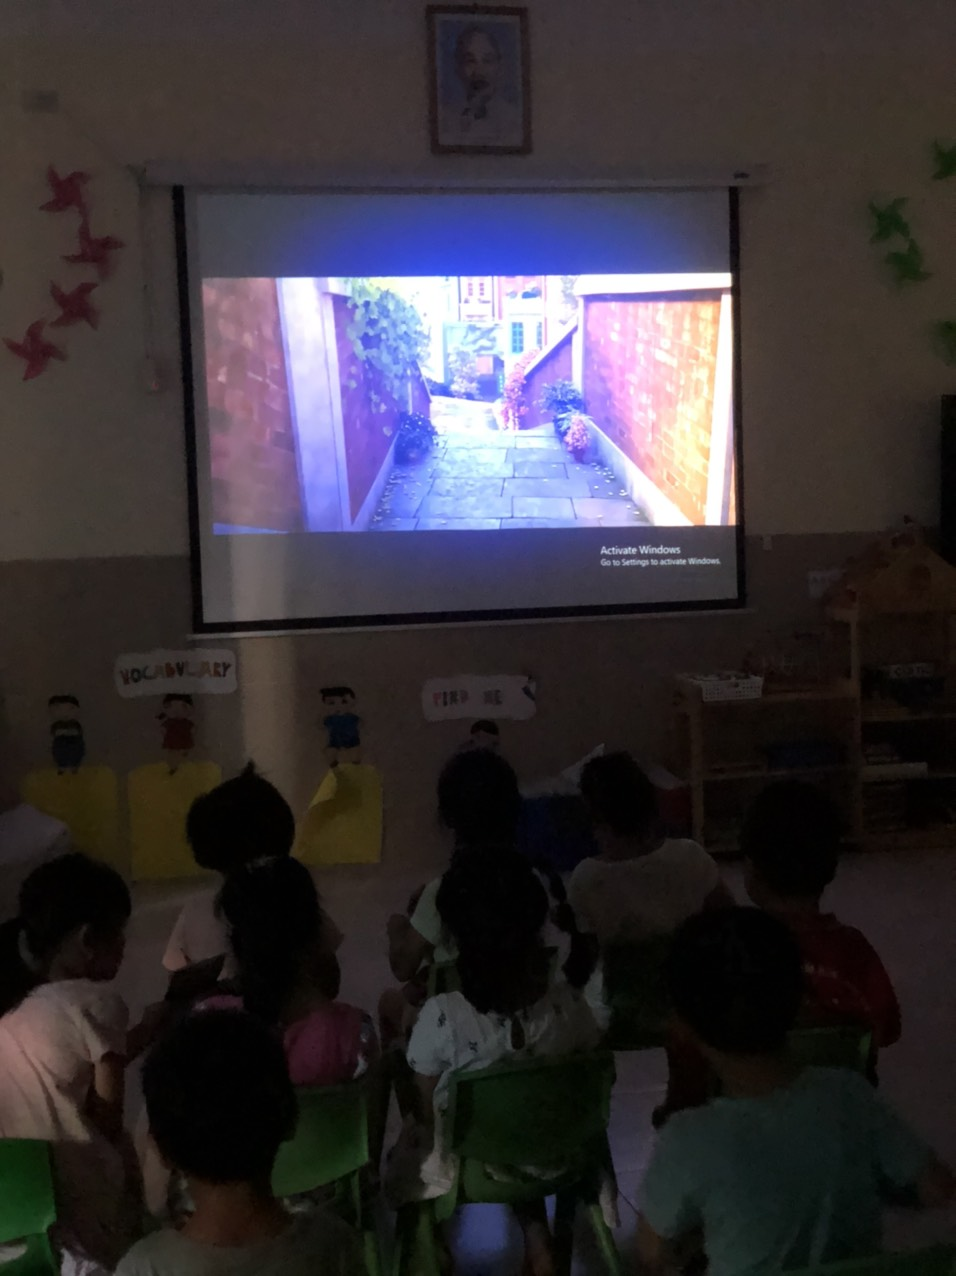 Activate Windows
Go to Settings to activate Windows.
VOCABULARY
FIND ME